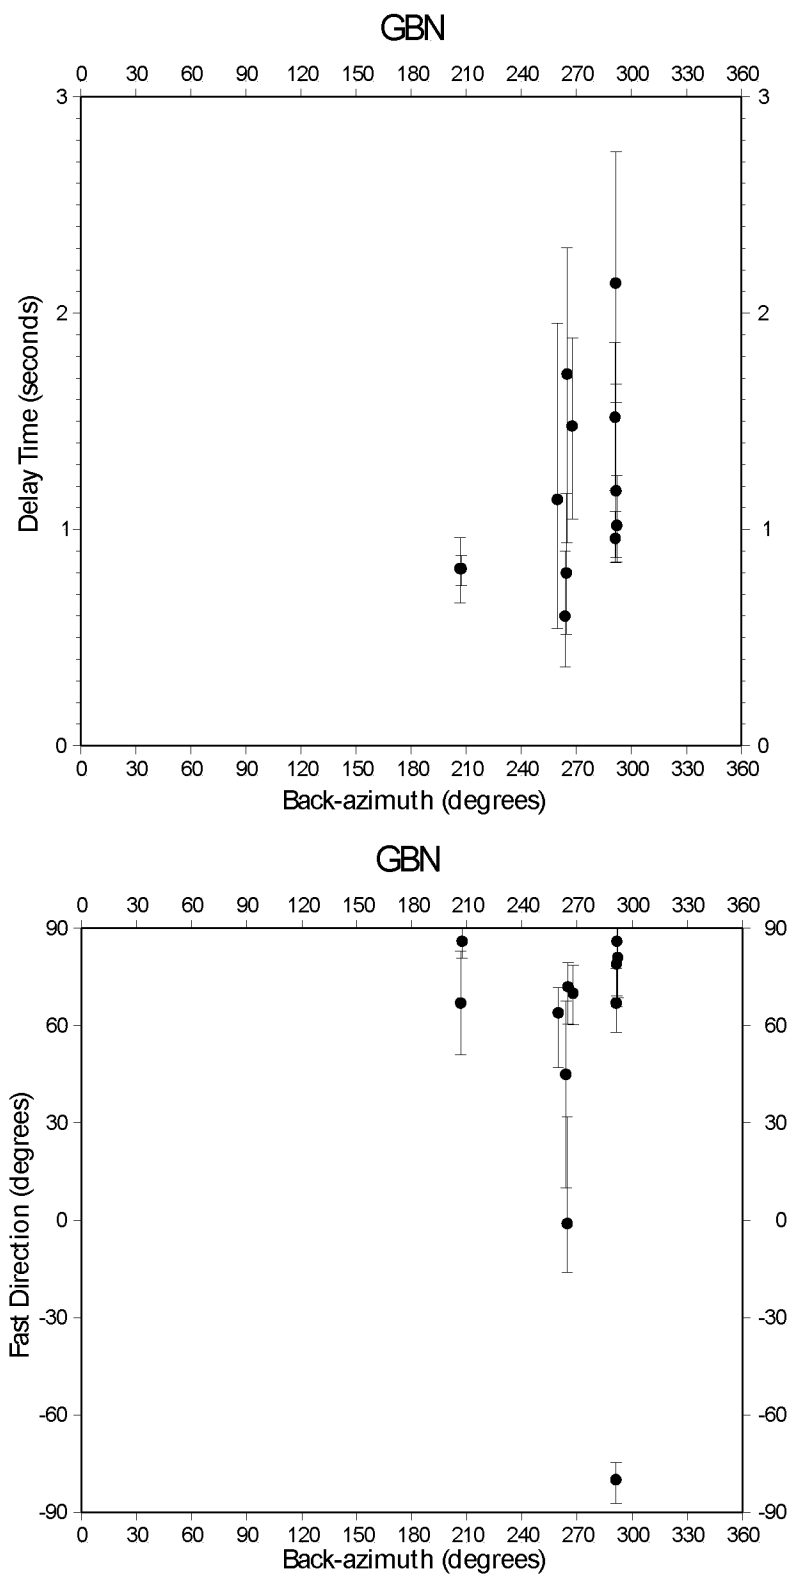 GBN
0 30 60 90 120 150 180 210 240 270 300 330 360
3 3
2 2
1 1
0 0
Delay Time (seconds)
0 30 60 90 120 150 180 210 240 270 300 330 360
Back-azimuth (degrees)
GBN
0 30 60 90 120 150 180 210 240 270 300 330 360
90 90
60 60
30 30
0 0
-30 -30
-60 -60
-90 -90
Fast Direction (degrees)
0 30 60 90 120 150 180 210 240 270 300 330 360
Back-azimuth (degrees)